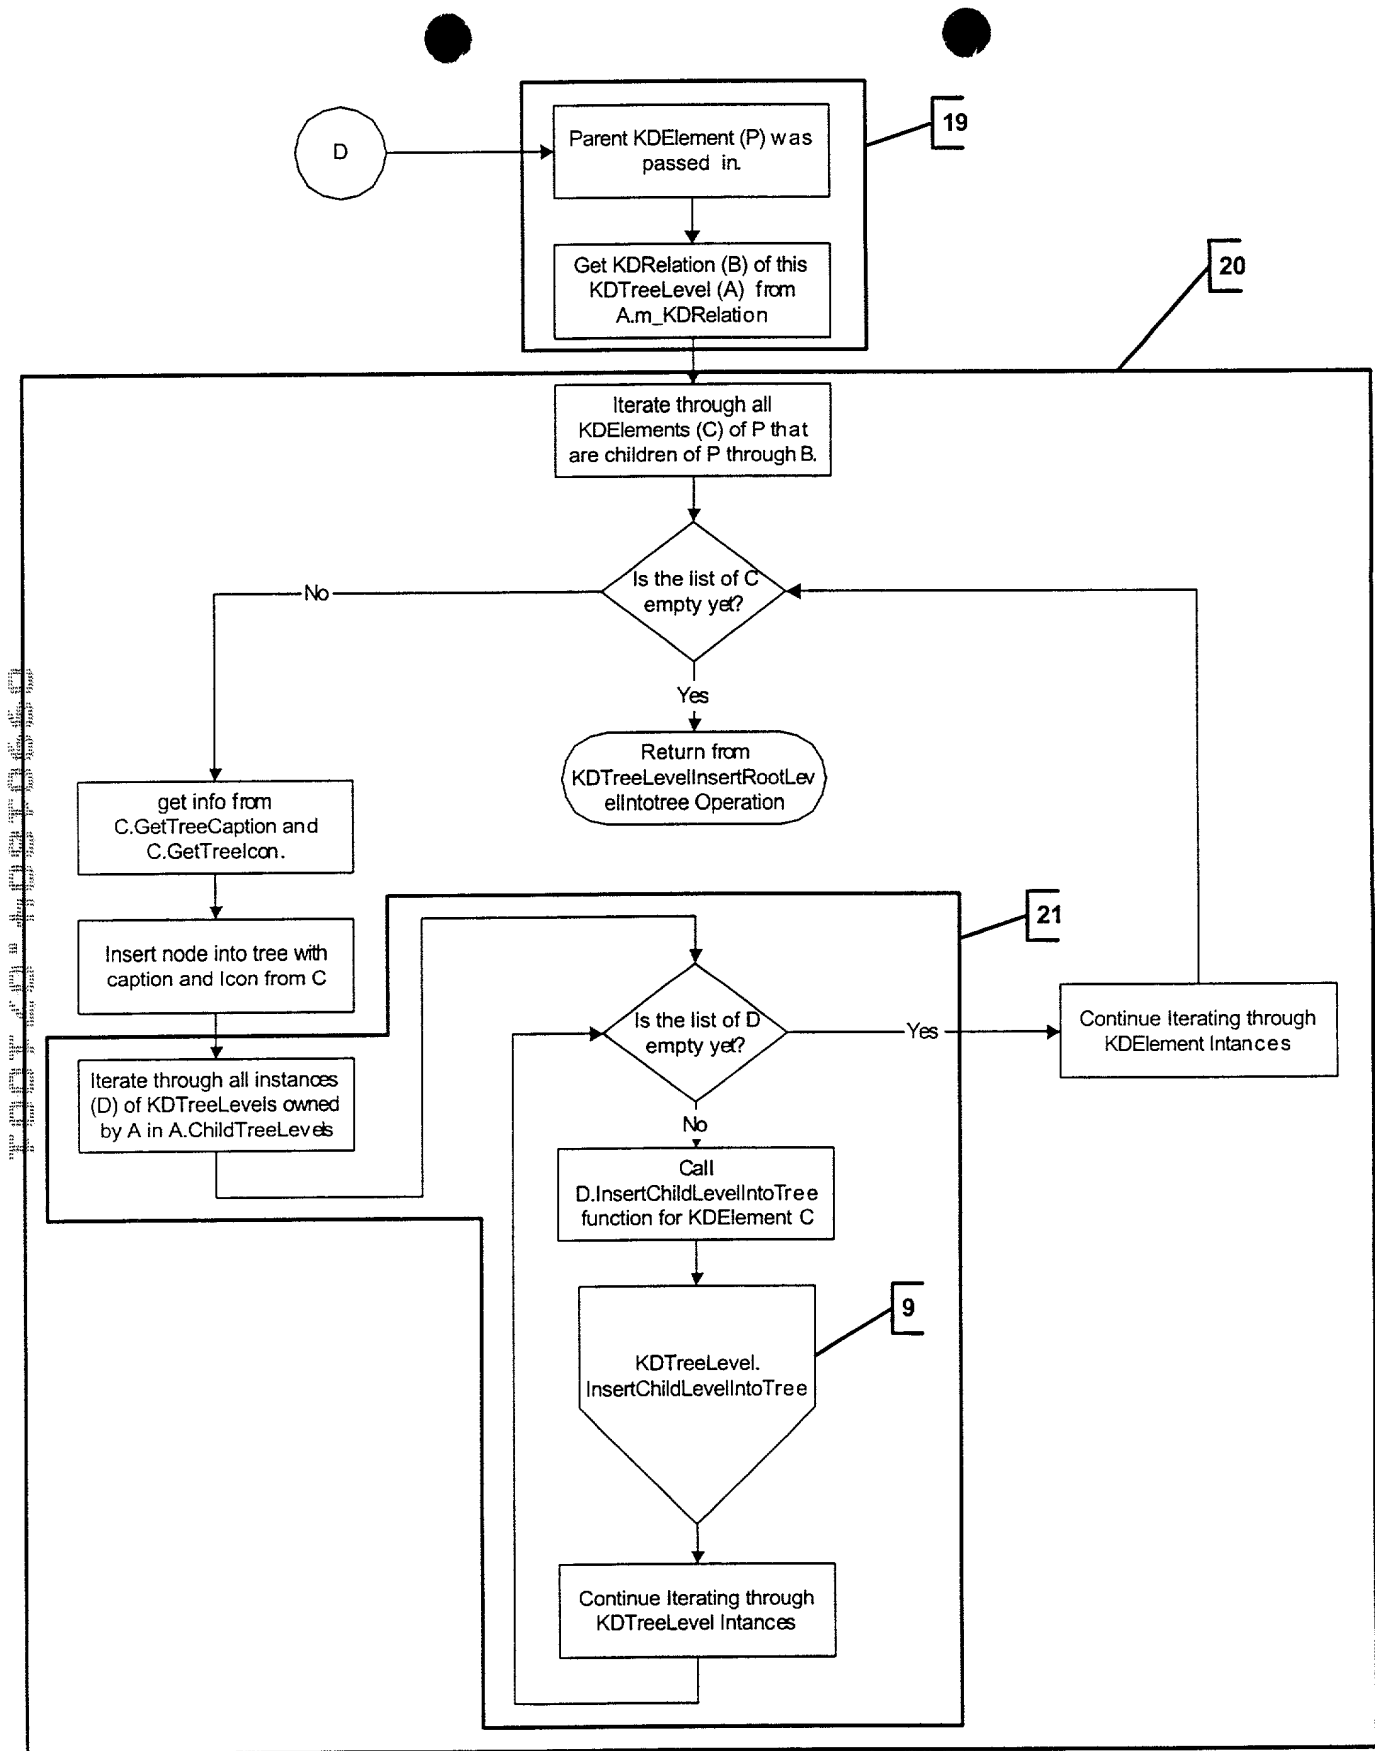 D
Parent KDElement (P) was
passed in.
19
Get KDRelation (B) of this
KDTreeLevel (A) from
A.m_KDRelation
20
Iterate through all
KDElements (C) of P that
are children of P through B.
Is the list of C
empty yet?
No
Yes
Return from
KDTreeLevelInsertRootLev
elIntotree Operation
get info from
C.GetTreeCaption and
C.GetTreeIcon.
Insert node into tree with
caption and Icon from C
21
Is the list of D
empty yet?
Yes
Continue Iterating through
KDElement Intances
Iterate through all instances
(D) of KDTreeLevels owned
by A in A.ChildTreeLevels
No
Call
D.InsertChildLevelIntoTree
function for KDElement C
9
KDTreeLevel.
InsertChildLevelIntoTree
Continue Iterating through
KDTreeLevel Intances